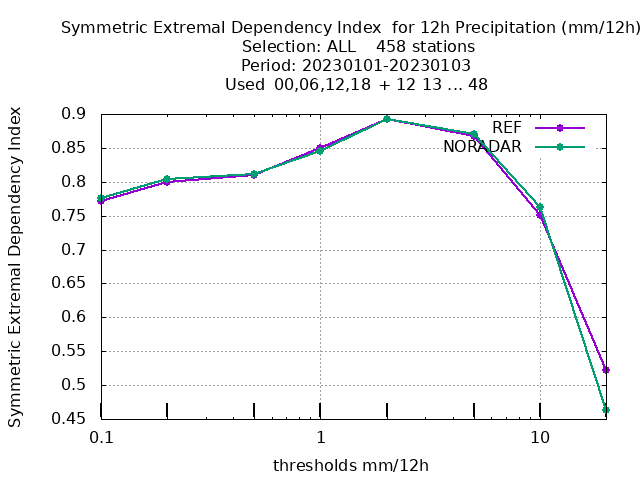 Symmetric Extremal Dependency Index  for 12h Precipitation (mm/12h)
Selection: ALL    458 stations
Period: 20230101-20230103
Used  00,06,12,18  + 12 13 ... 48
Symmetric Extremal Dependency Index
0.9
0.85
0.8
0.75
0.7
0.65
0.6
0.55
0.5
0.45
REF
NORADAR
0.1 1 10
thresholds mm/12h